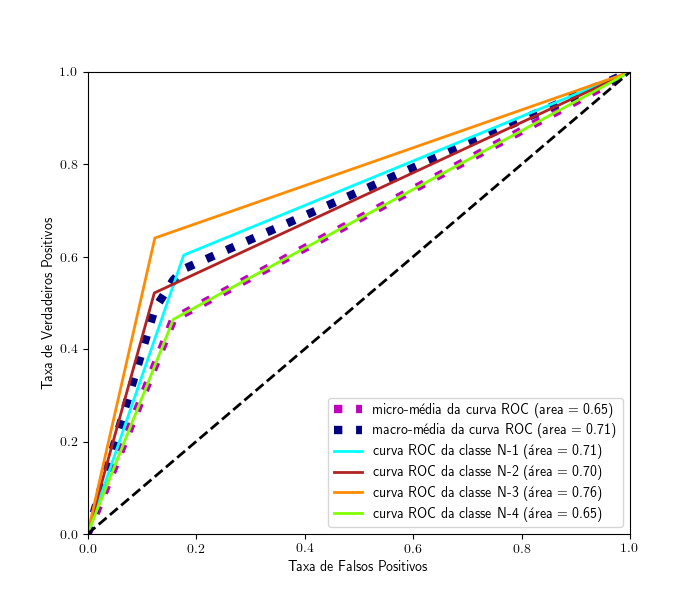 1.0
0.8
0.6
0.4
0.2
0.0
Taxa de Verdadeiros Positivos
0.0 0.2 0.4 0.6 0.8 1.0
Taxa de Falsos Positivos
micro-média da curva ROC (area = 0.65)
macro-média da curva ROC (area = 0.71)
curva ROC da classe N-1 (área = 0.71)
curva ROC da classe N-2 (área = 0.70)
curva ROC da classe N-3 (área = 0.76)
curva ROC da classe N-4 (área = 0.65)